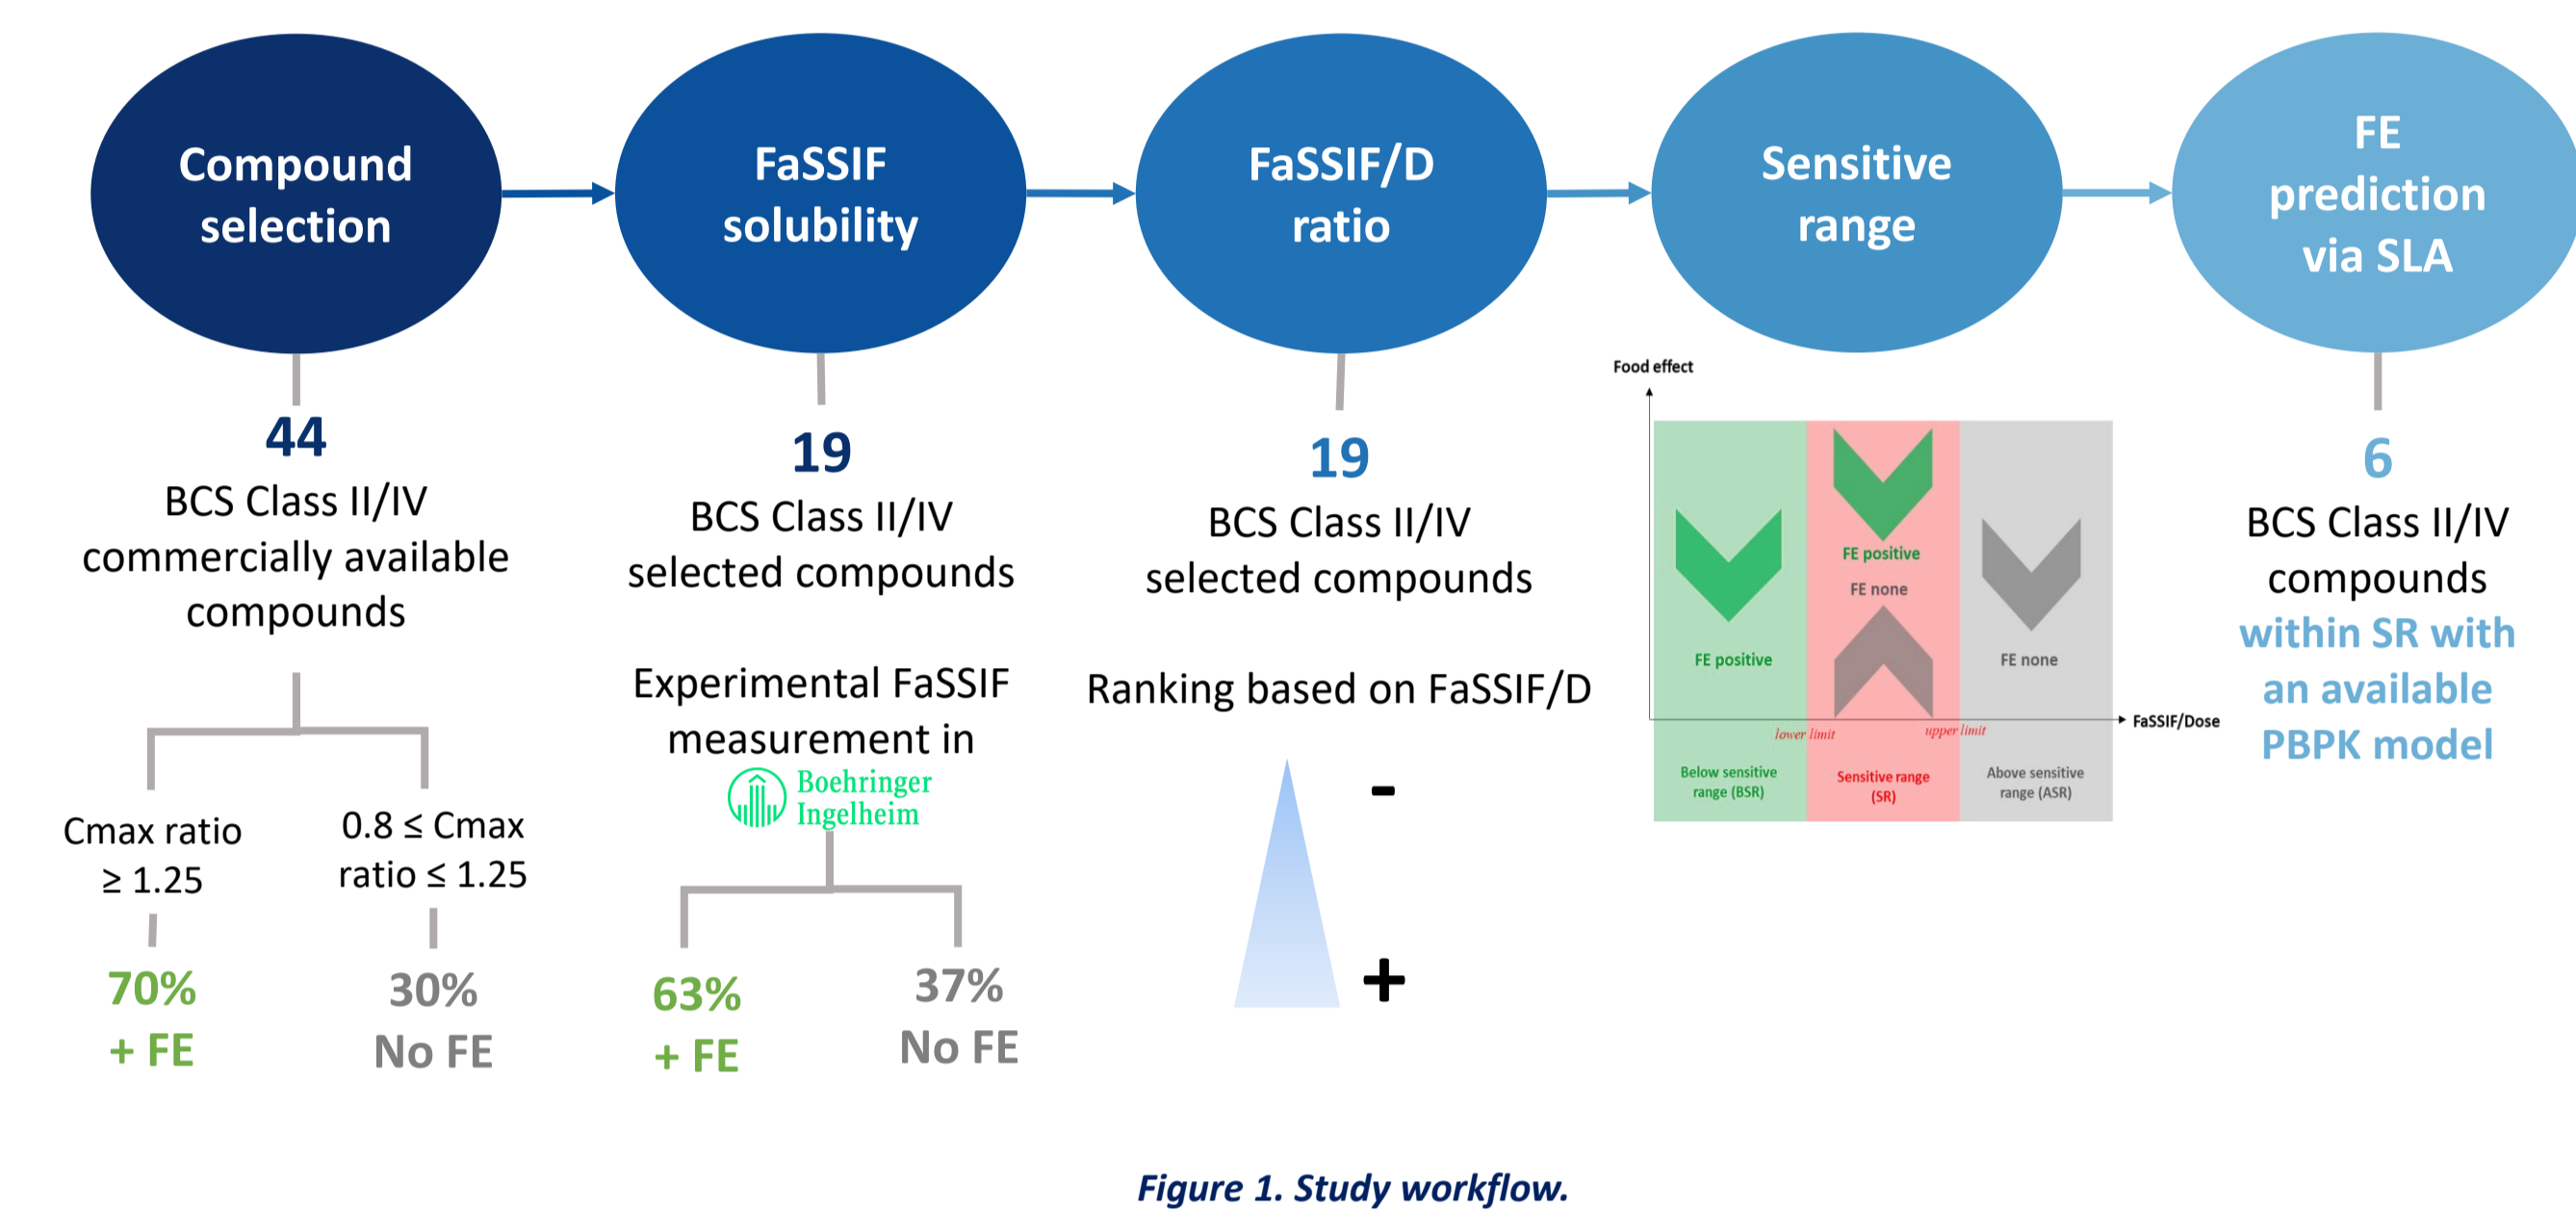 Compound
selection
FaSSIF
solubility
FaSSIF/D
ratio
Sensitive
range
FE
prediction
via SLA
44
BCS Class II/IV
commercially available
compounds
Cmax ratio
≥ 1.25
0.8 ≤ Cmax
ratio ≤ 1.25
70%
+ FE
30%
No FE
19
BCS Class II/IV
selected compounds
Experimental FaSSIF
measurement in
Boehringer
Ingelheim
63%
+ FE
37%
No FE
19
BCS Class II/IV
selected compounds
Ranking based on FaSSIF/D
-
+
Food effect
FE positive
FE positive
FE none
FE none
lower limit
upper limit
FaSSIF/Dose
Below sensitive
range (BSR)
Sensitive range
(SR)
Above sensitive
range (ASR)
6
BCS Class II/IV
compounds
within SR with
an available
PBPK model
Figure 1. Study workflow.